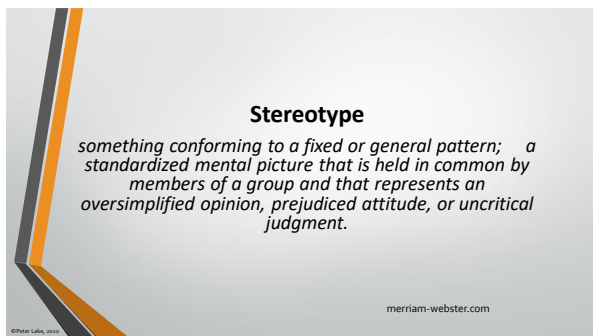 Stereotype
something conforming to a fixed or general pattern; a
standardized mental picture that is held in common by
members of a group and that represents an
oversimplified opinion, prejudiced attitude, or uncritical
judgment.
merriam-webster.com
©Peter Lake, 2020